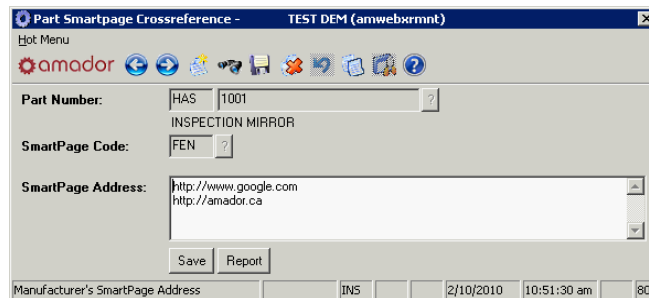 Part Smartpage Crossreference - TEST DEM (amwebxrmnt)
Hot Menu
amador
Part Number: HAS 1001 ?
INSPECTION MIRROR
SmartPage Code: FEN ?
SmartPage Address: http://www.google.com
http://amador.ca
Save Report
Manufacturer's SmartPage Address INS 2/10/2010 10:51:30 am 80